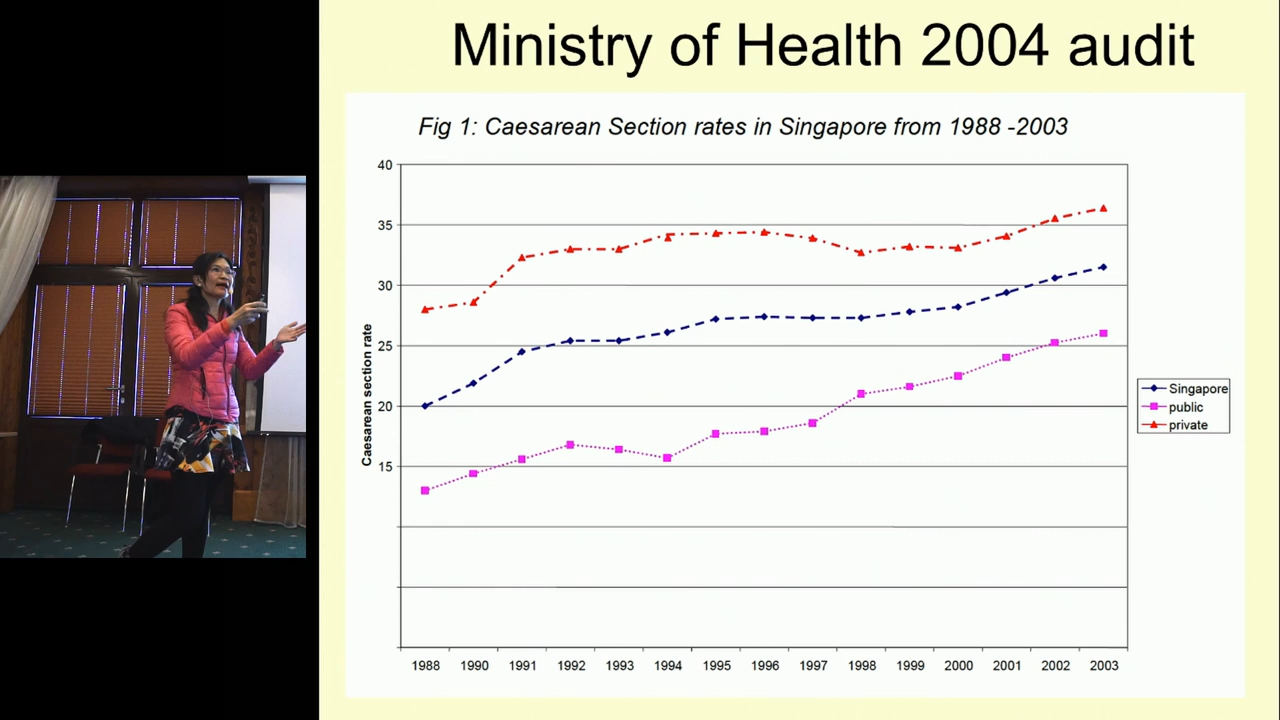 Ministry of Health 2004 audit
Fig 1: Caesarean Section rates in Singapore from 1988 -2003
40
35
30
25
20
15
Caesarean section rate
1988 1990 1991 1992 1993 1994 1995 1996 1997 1998 1999 2000 2001 2002 2003
Singapore
public
private